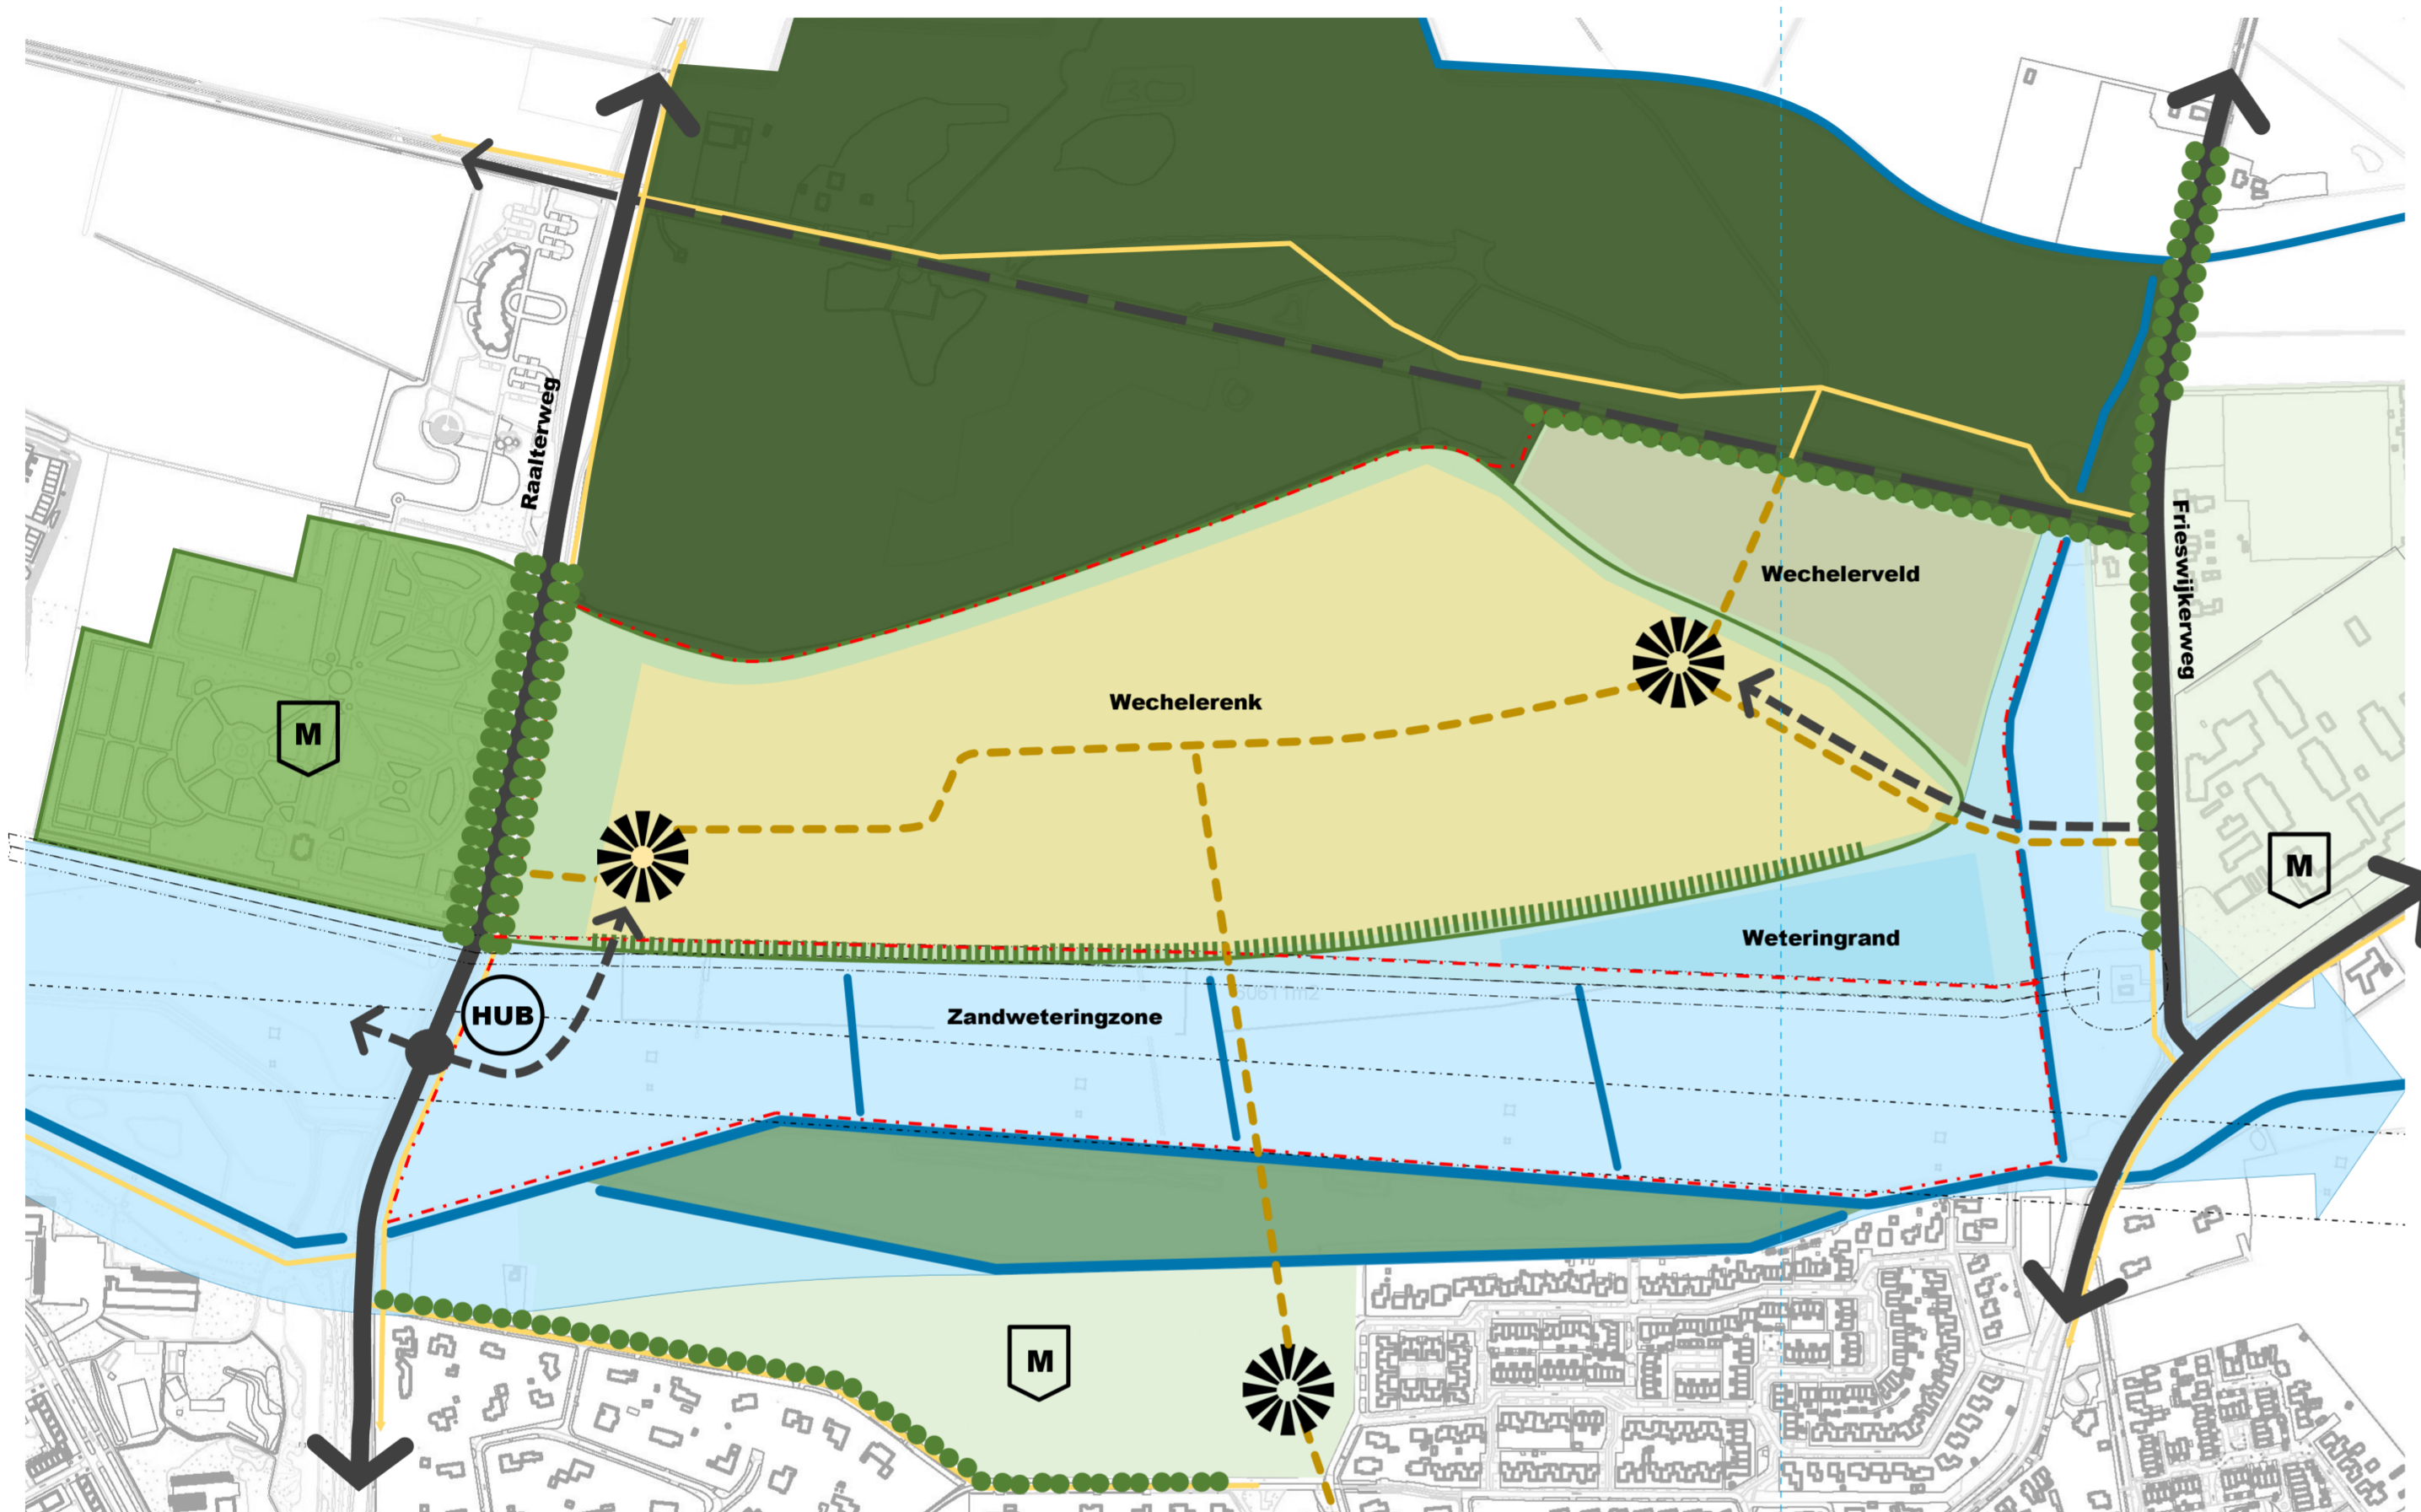 Raalterweg
Frieswijkerweg
Wechelerveld
Wechelerenk
M
M
Weteringrand
HUB
Zandweteringzone
M